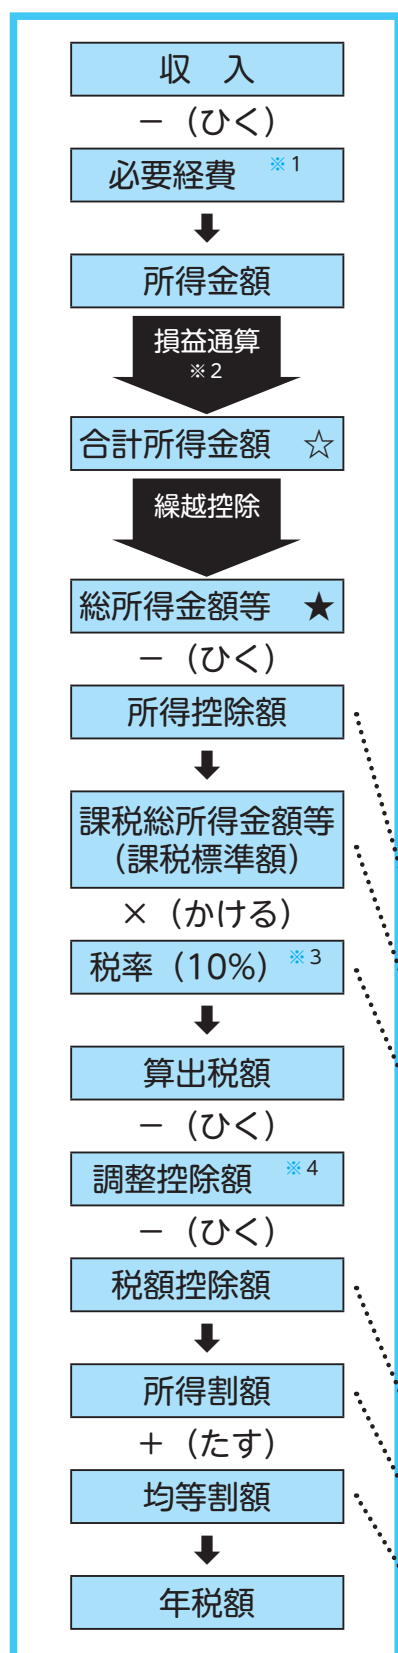 収　入
－（ひく）
必要経費 ※1
⬇
所得金額
損益通算
※2
合計所得金額　☆
繰越控除
総所得金額等　★
－（ひく）
所得控除額
⬇
課税総所得金額等
（課税標準額）
×（かける）
税率（10%）※3
⬇
算出税額
－（ひく）
調整控除額 ※4
－（ひく）
税額控除額
⬇
所得割額
＋（たす）
均等割額
⬇
年税額